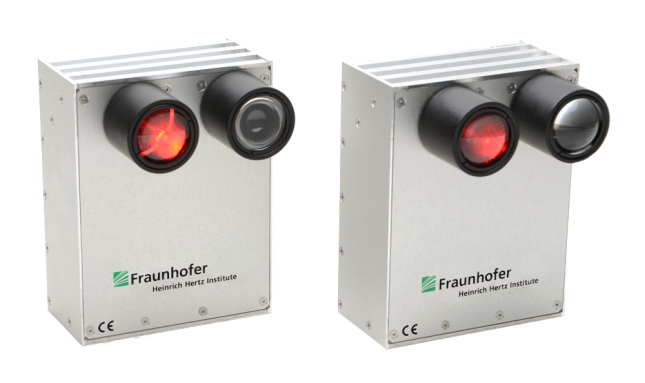 Fraunhofer
Heinrich Hertz Institute
CE
Fraunhofer
Heinrich Hertz Institute
CE